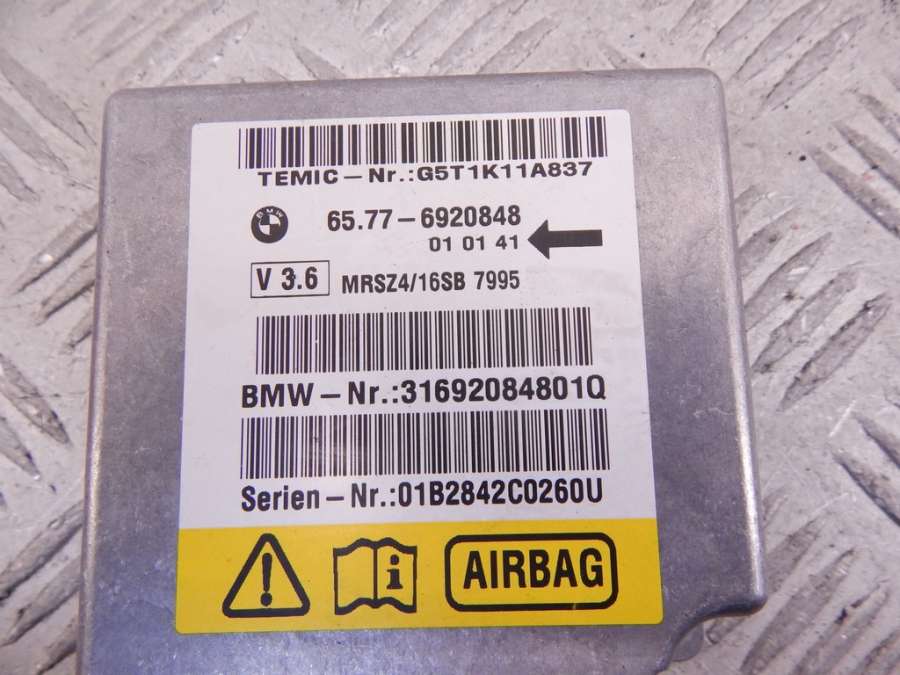 TEMIC-Nr.:G5T1K11A837
BMW
65.77-6920848
01 01 41
V 3.6 MRSZ4/16SB 7995
BMW-Nr.:31692084801Q
Serien-Nr.:01B2842C0260U
! i AIRBAG